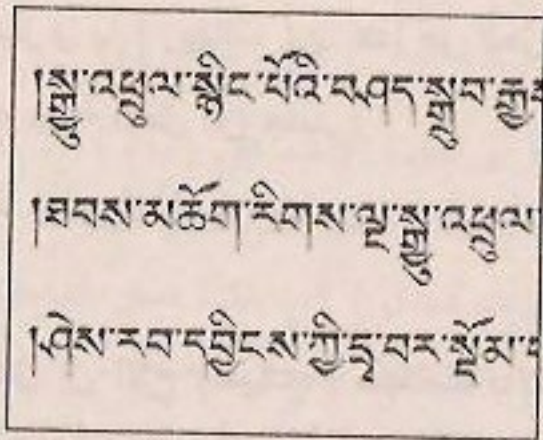 །སྒྱུ་འཕྲུལ་སྙིང་པོའི་བཤད་སྒྲུབ་
།ཐབས་མཆོག་རིགས་ལྔ་སྒྱུ་འཕྲུལ་
།ཤེས་རབ་དབྱིངས་ཀྱི་དྲྭ་བར་སྡོམ་